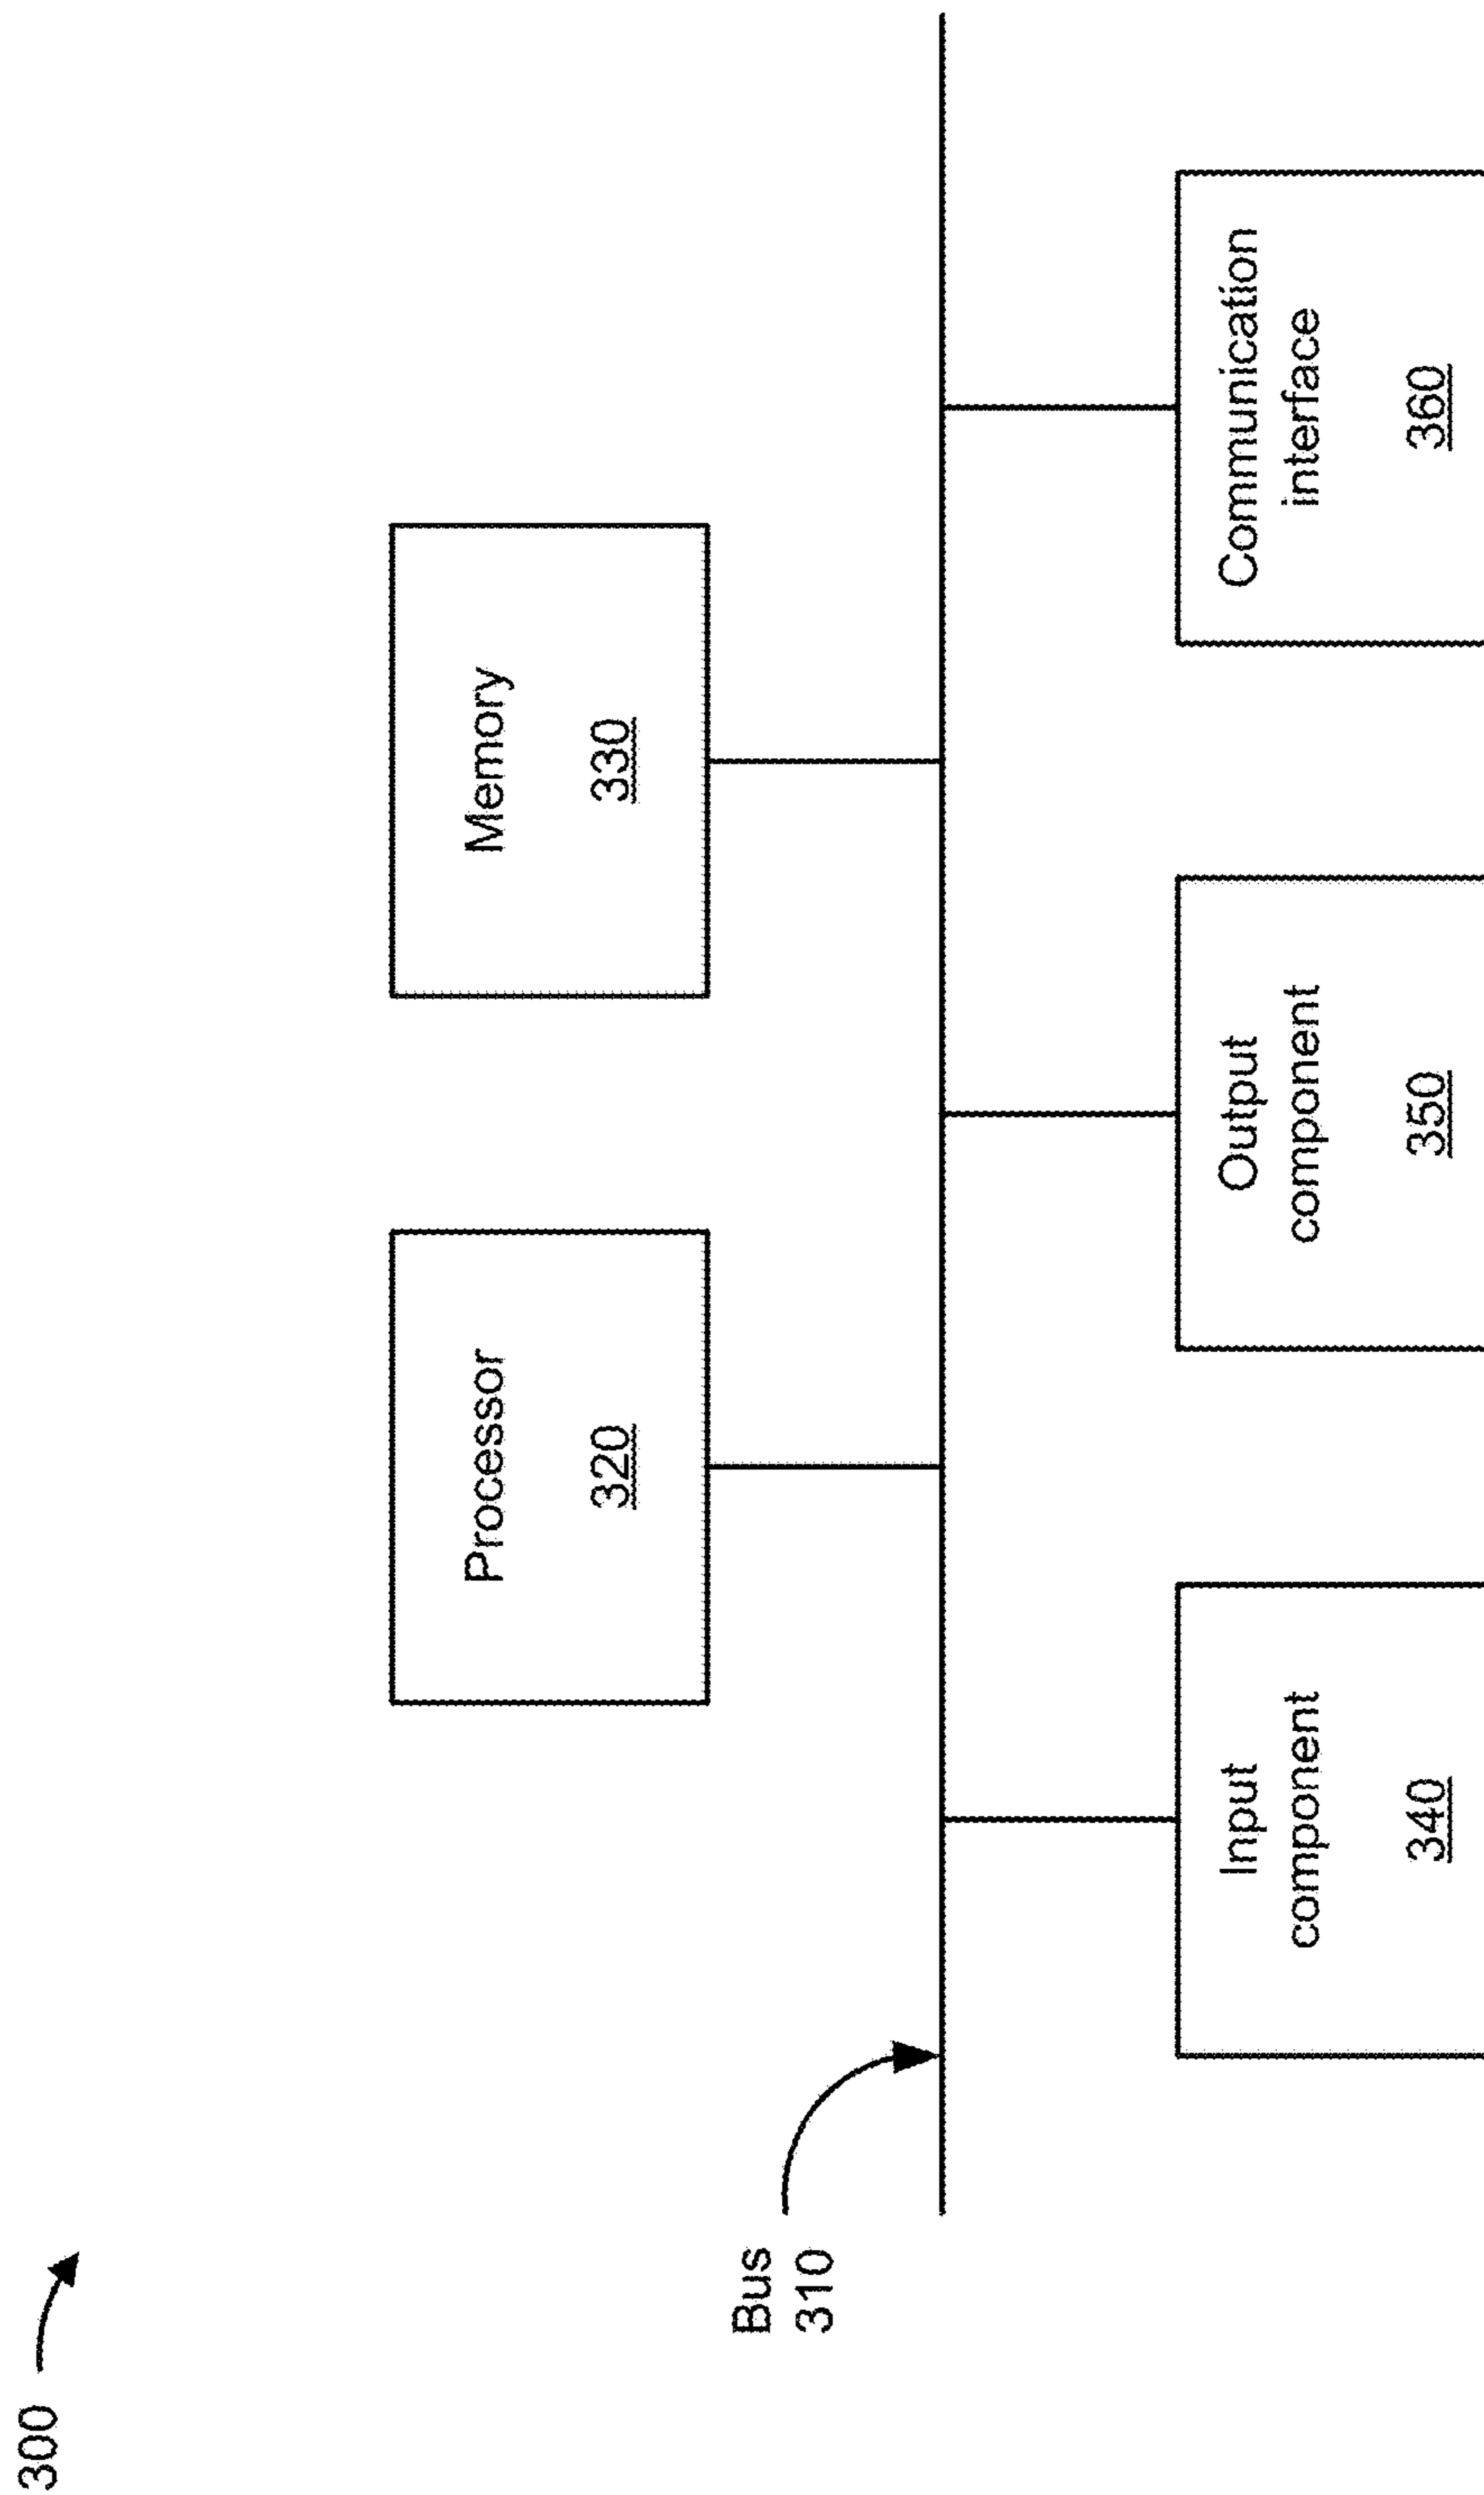 300
Processor
320
Memory
330
Bus
310
Input
component
340
Output
component
350
Communication
interface
360